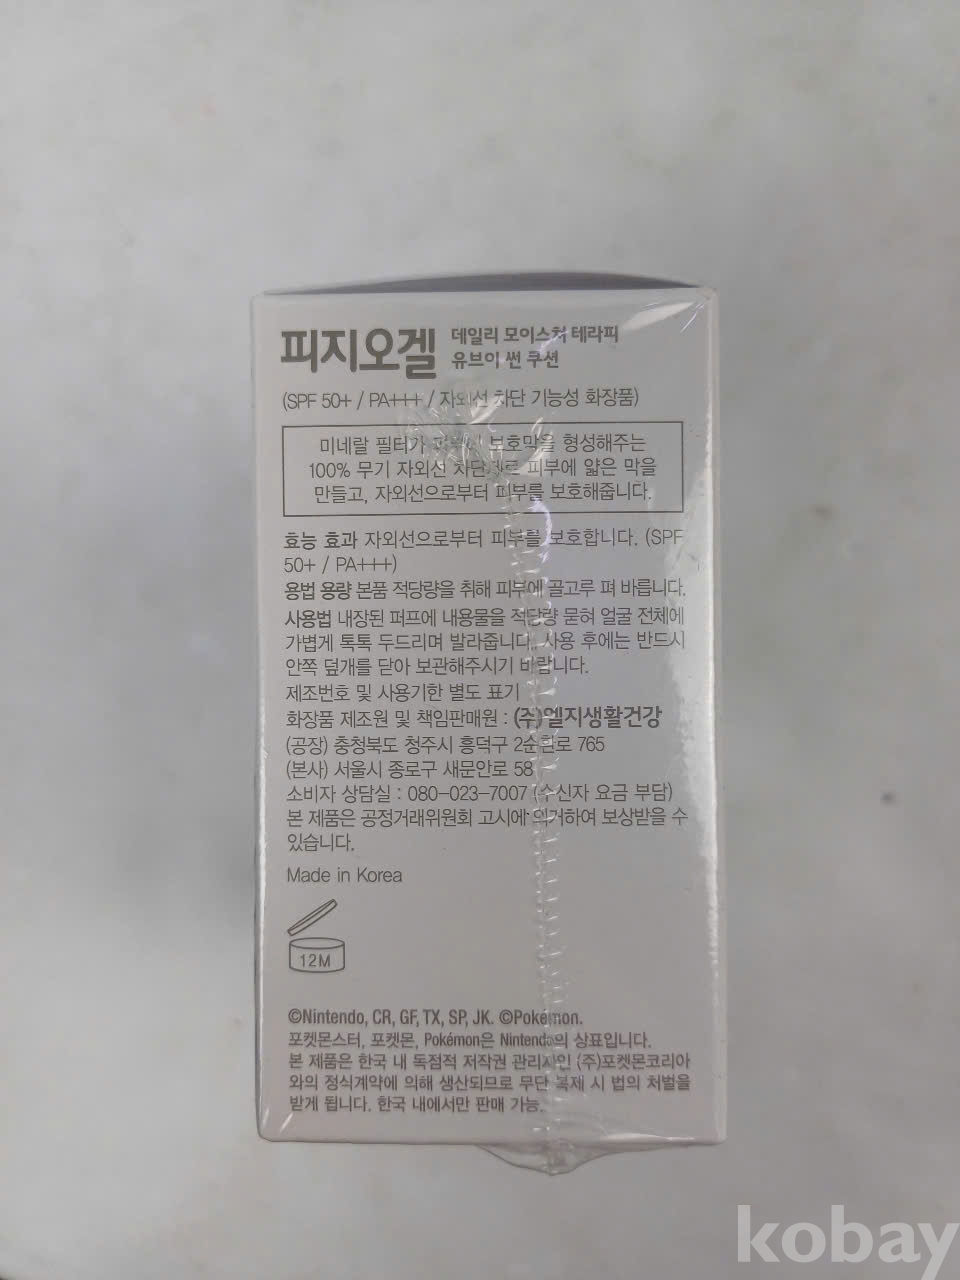 피지오겔 데일리 모이스쳐 테라피
유브이 썬 쿠션
(SPF 50+ / PA+++ / 자외선 차단 기능성 화장품)
미네랄 필터가 피부에 보호막을 형성해주는
100% 무기 자외선 차단제로 피부에 얇은 막을
만들고, 자외선으로부터 피부를 보호해줍니다.
효능 효과 자외선으로부터 피부를 보호합니다. (SPF
50+ / PA+++)
용법 용량 본품 적당량을 취해 피부에 골고루 펴 바릅니다.
사용법 내장된 퍼프에 내용물을 적당량 묻혀 얼굴 전체에
가볍게 톡톡 두드리며 발라줍니다. 사용 후에는 반드시
안쪽 덮개를 닫아 보관해주시기 바랍니다.
제조번호 및 사용기한 별도 표기
화장품 제조원 및 책임판매원 : (주)엘지생활건강
(공장) 충청북도 청주시 흥덕구 2순환로 765
(본사) 서울시 종로구 새문안로 58
소비자 상담실 : 080-023-7007 (수신자 요금 부담)
본 제품은 공정거래위원회 고시에 의거하여 보상받을 수
있습니다.
Made in Korea
12M
©Nintendo, CR, GF, TX, SP, JK. ©Pokémon.
포켓몬스터, 포켓몬, Pokémon은 Nintendo의 상표입니다.
본 제품은 한국 내 독점적 저작권 관리자인 (주)포켓몬코리아
와의 정식계약에 의해 생산되므로 무단 복제 시 법의 처벌을
받게 됩니다. 한국 내에서만 판매 가능.
kobay